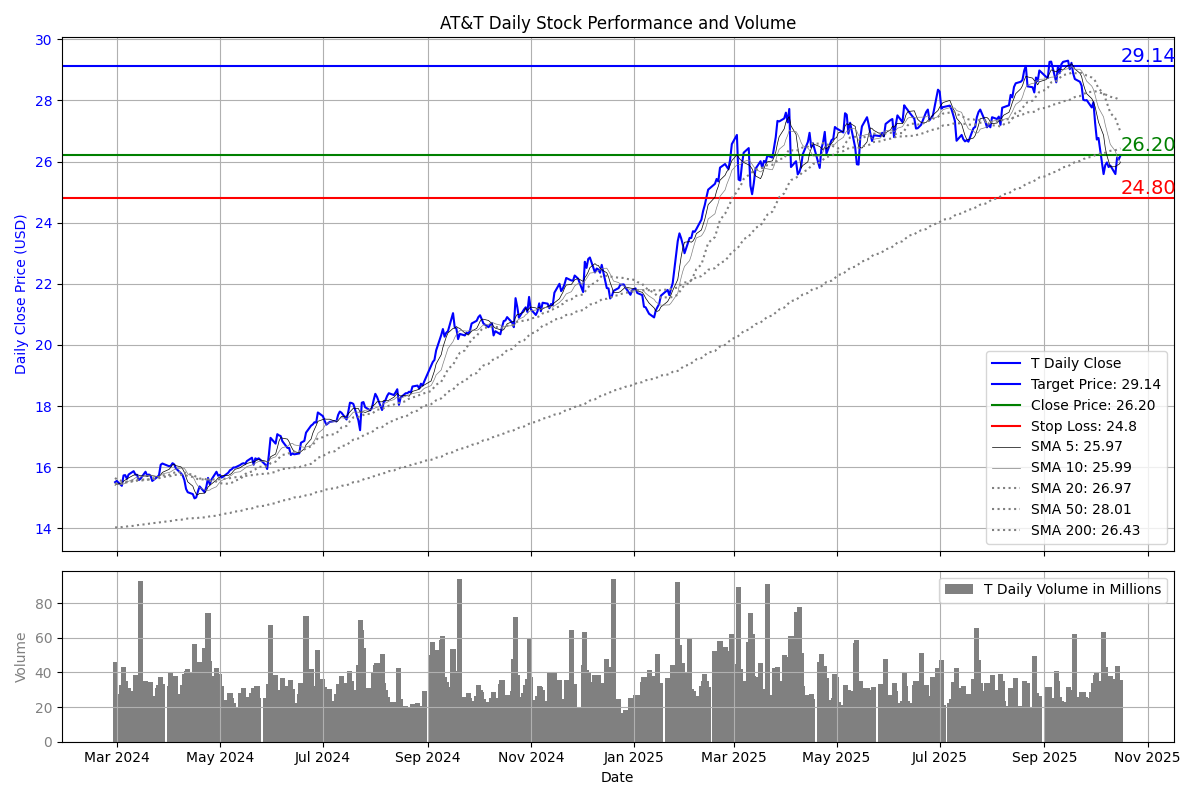 AT&T Daily Stock Performance and Volume
Daily Close Price (USD)
30
28
26
24
22
20
18
16
14
29.14
26.20
24.80
T Daily Close
Target Price: 29.14
Close Price: 26.20
Stop Loss: 24.8
SMA 5: 25.97
SMA 10: 25.99
SMA 20: 26.97
SMA 50: 28.01
SMA 200: 26.43
Volume
80
60
40
20
0
T Daily Volume in Millions
Mar 2024 May 2024 Jul 2024 Sep 2024 Nov 2024 Jan 2025 Mar 2025 May 2025 Jul 2025 Sep 2025 Nov 2025
Date